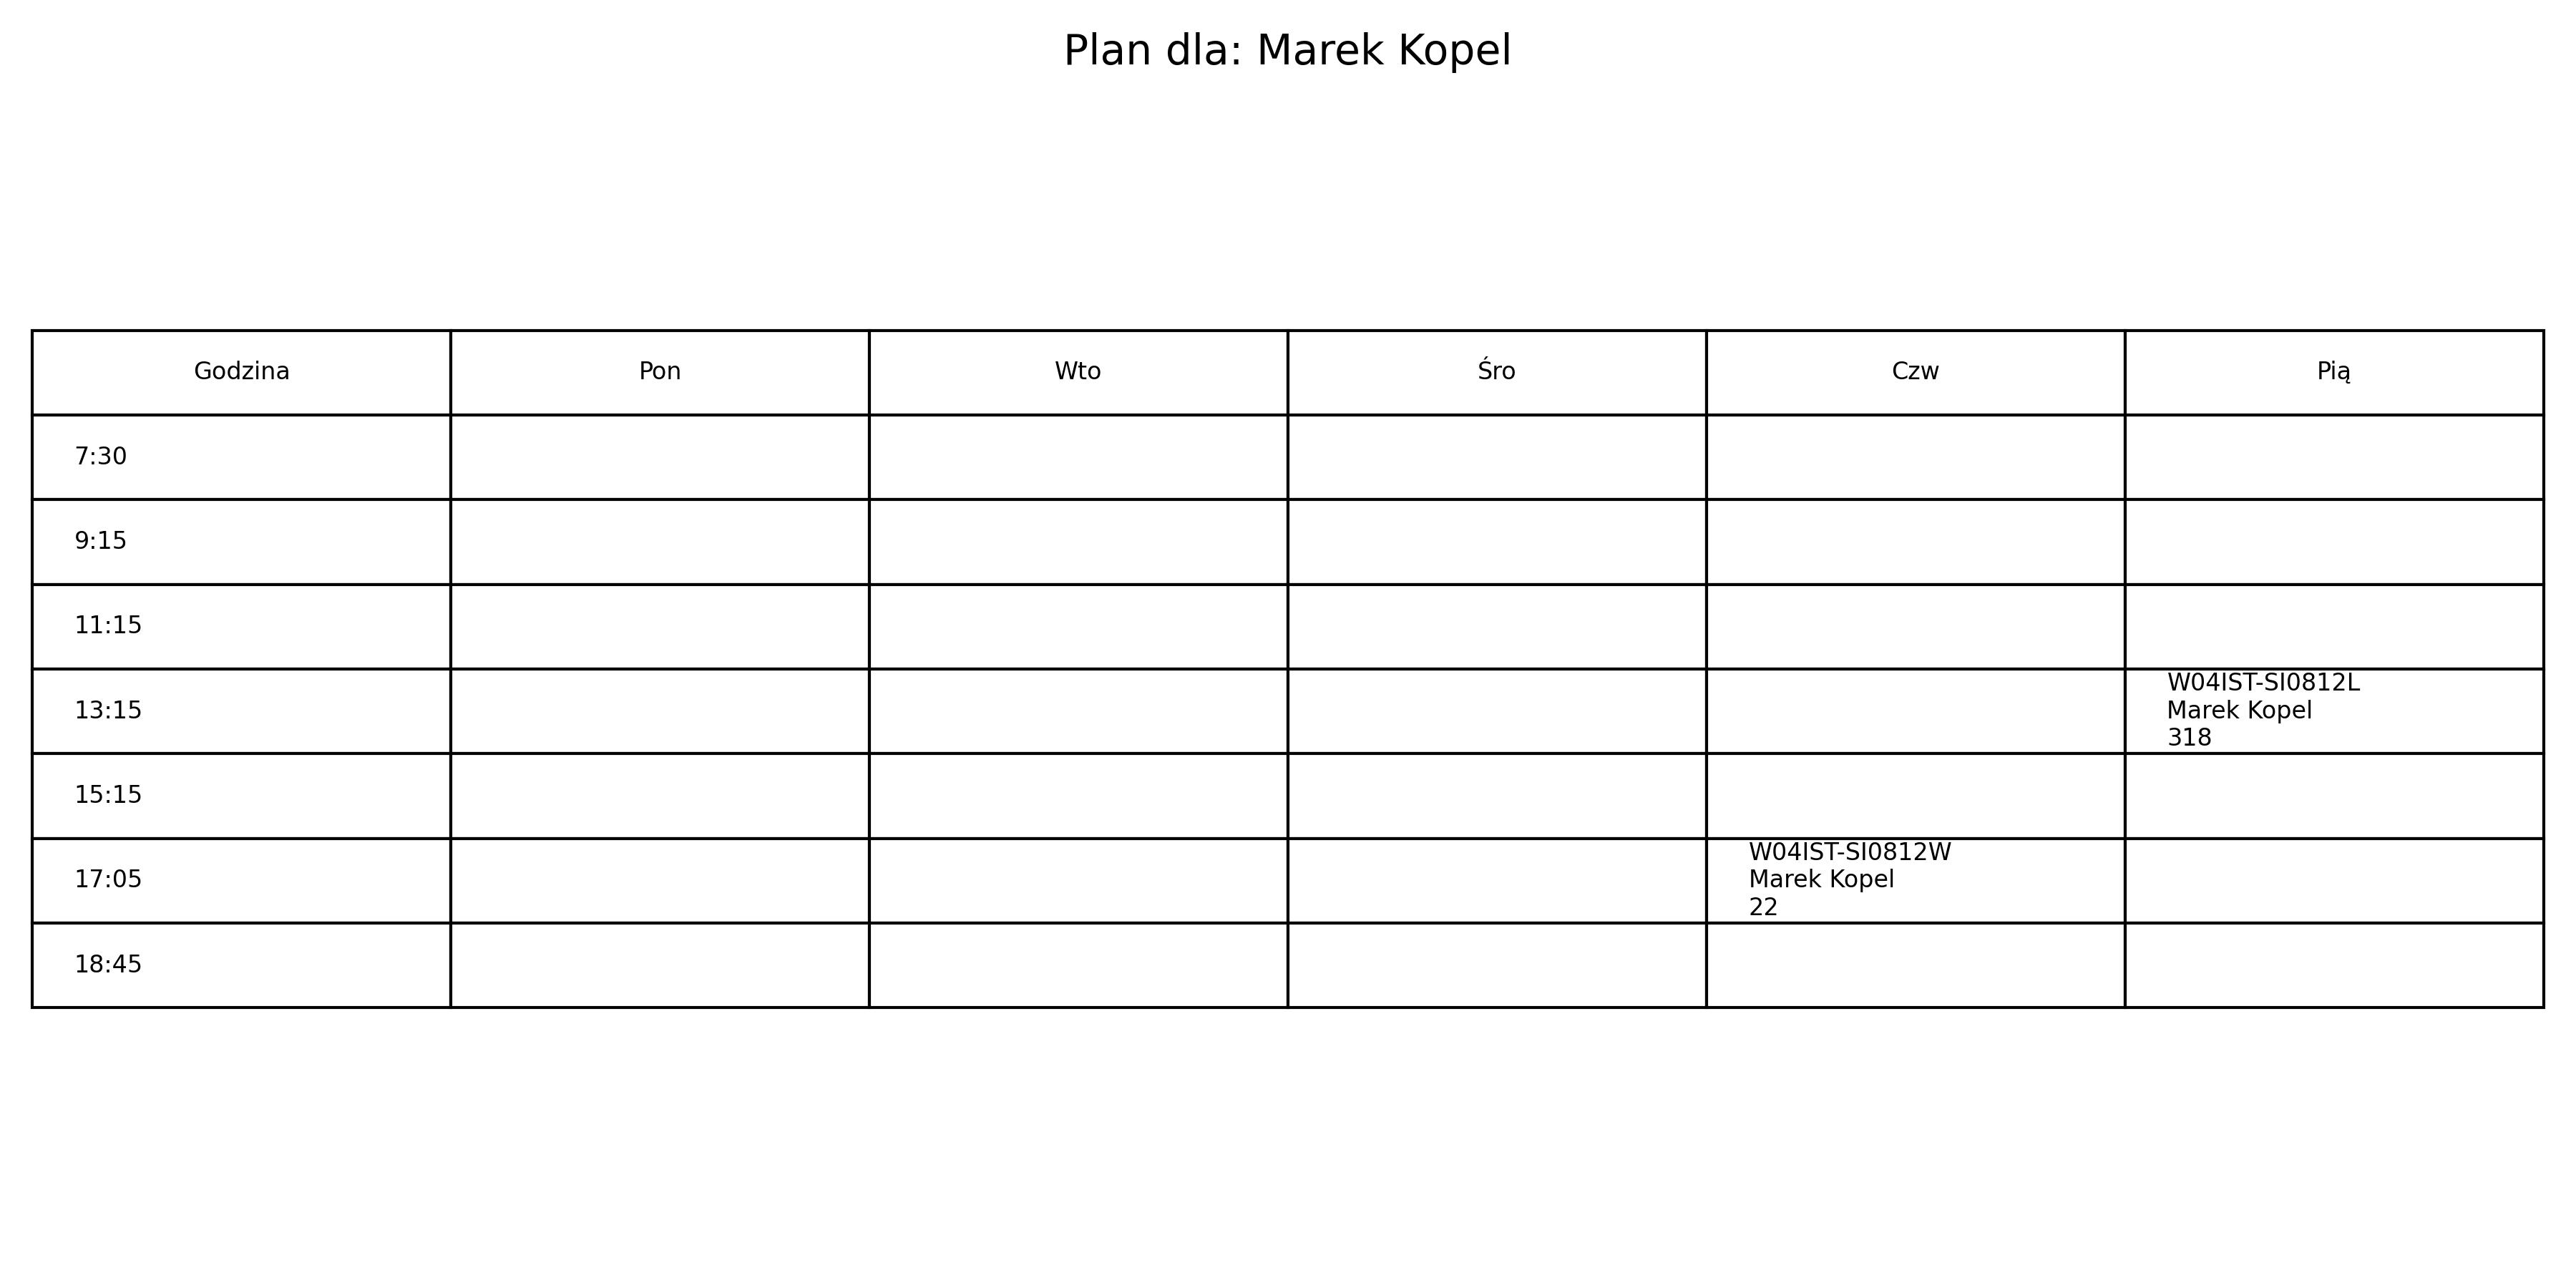 Plan dla: Marek Kopel
Godzina Pon Wto Śro Czw Pią
7:30
9:15
11:15
13:15
W04IST-SI0812L
Marek Kopel
318
15:15
17:05
W04IST-SI0812W
Marek Kopel
22
18:45